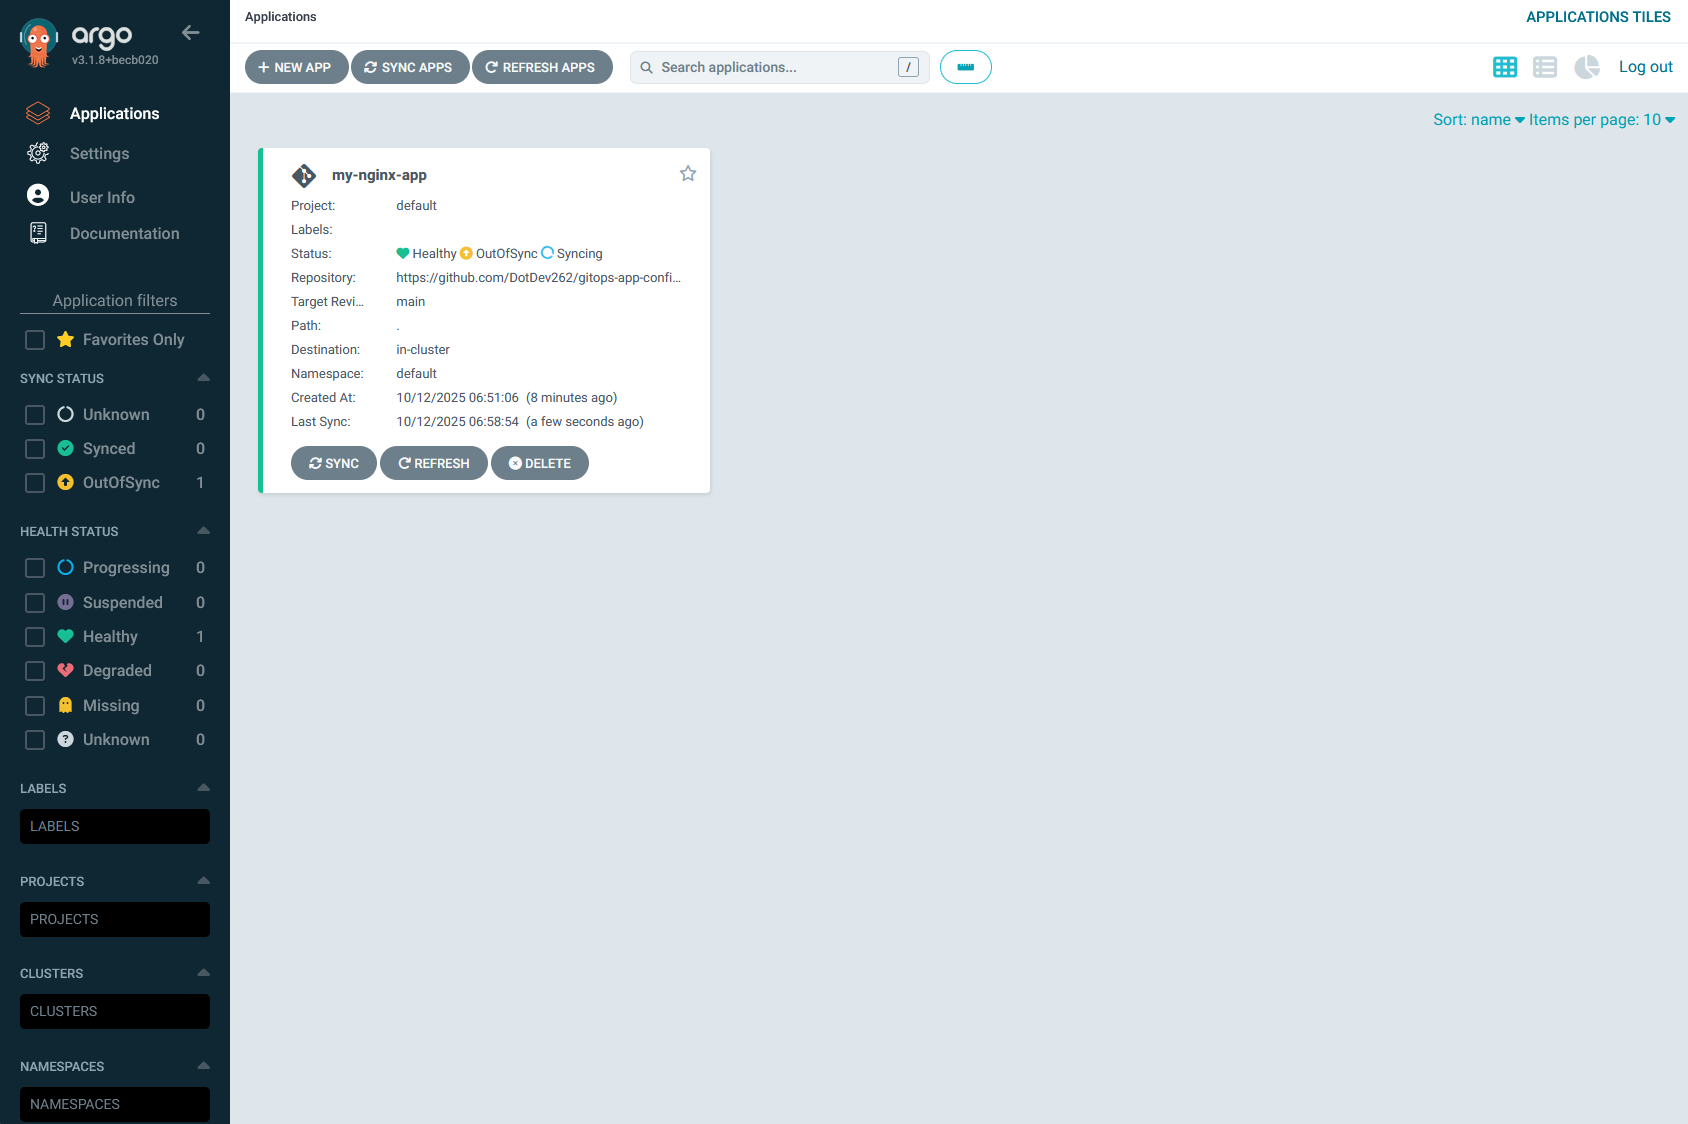 argo
v3.1.8+becb020
Applications
Settings
User Info
Documentation
Application filters
Favorites Only
SYNC STATUS
Unknown 0
Synced 0
OutOfSync 1
HEALTH STATUS
Progressing 0
Suspended 0
Healthy 1
Degraded 0
Missing 0
Unknown 0
LABELS
LABELS
PROJECTS
PROJECTS
CLUSTERS
CLUSTERS
NAMESPACES
NAMESPACES
Applications
APPLICATIONS TILES
NEW APP SYNC APPS REFRESH APPS Search applications... / Log out
Sort: name Items per page: 10
my-nginx-app
Project: default
Labels:
Status: Healthy OutOfSync Syncing
Repository: https://github.com/DotDev262/gitops-app-confi...
Target Revi... main
Path: .
Destination: in-cluster
Namespace: default
Created At: 10/12/2025 06:51:06 (8 minutes ago)
Last Sync: 10/12/2025 06:58:54 (a few seconds ago)
SYNC REFRESH DELETE